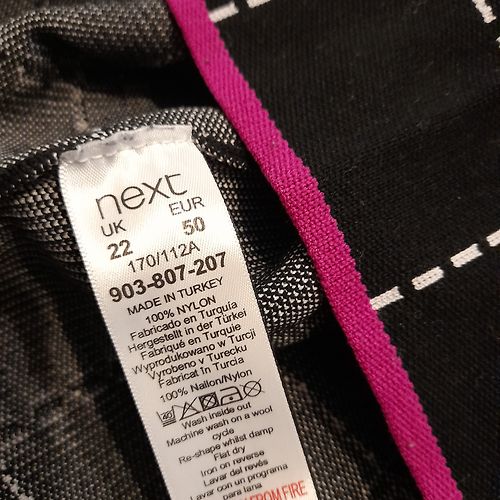 next
UK EUR
22 50
170/112A
903-807-207
MADE IN TURKEY
100% NYLON
Fabricado en Turquía
Hergestellt in der Türkei
Fabriqué en Turquie
Wyprodukowano w Turcji
Vyrobeno v Turecku
Fabricat în Turcia
100% Nailon/Nylon
40
Wash inside out
Machine wash on a wool
cycle
Re-shape whilst damp
Flat dry
Iron on reverse
Lavar del revés
Lavar con un programa
para lana
FROM FIRE